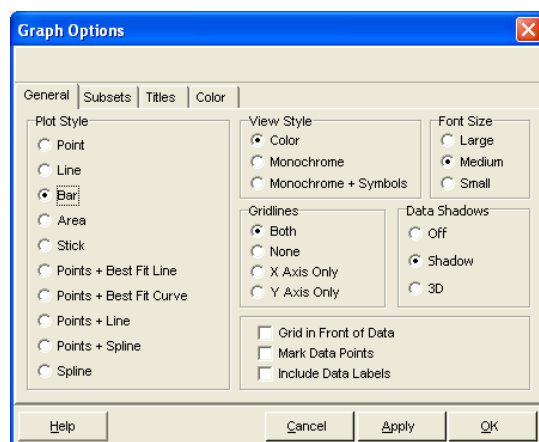 Graph Options
General Subsets Titles Color
Plot Style
Point
Line
Bar
Area
Stick
Points + Best Fit Line
Points + Best Fit Curve
Points + Line
Points + Spline
Spline
View Style
Color
Monochrome
Monochrome + Symbols
Font Size
Large
Medium
Small
Gridlines
Both
None
X Axis Only
Y Axis Only
Data Shadows
Off
Shadow
3D
Grid in Front of Data
Mark Data Points
Include Data Labels
Help Cancel Apply OK